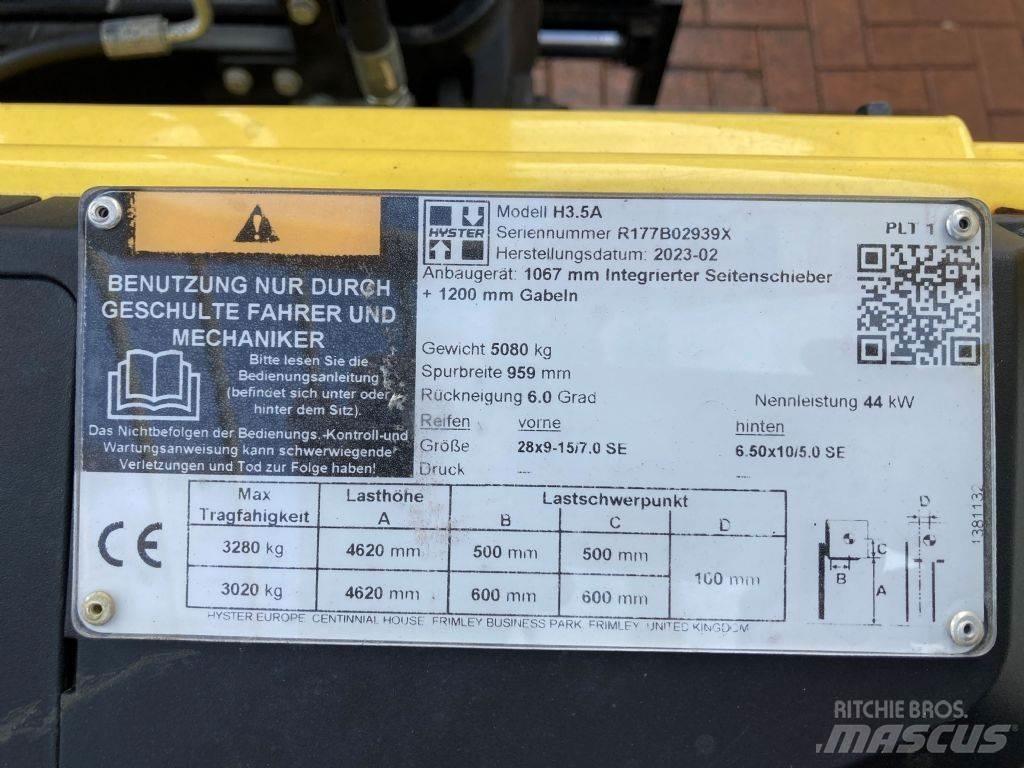 BENUTZUNG NUR DURCH
GESCHULTE FAHRER UND
MECHANIKER
Bitte lesen Sie die
Bedienungsanleitung
(befindet sich unter oder
hinter dem Sitz).
Das Nichtbefolgen der Bedienungs.-Kontroll-und
Wartungsanweisung kann schwerwiegende
Verletzungen und Tod zur Folge haben!
HYSTER
Modell H3.5A
Seriennummer R177B02939X
Herstellungsdatum: 2023-02
Anbaugerät: 1067 mm Integrierter Seitenschieber
+ 1200 mm Gabeln
PLT 1
Gewicht 5080 kg
Spurbreite 959 mm
Rückneigung 6.0 Grad
Nennleistung 44 kW
Reifen vorne hinten
Größe 28x9-15/7.0 SE 6.50x10/5.0 SE
Druck --- ---
Max Tragfähigkeit Lasthöhe A Lastschwerpunkt
B C D
3280 kg 4620 mm 500 mm 500 mm 100 mm
3020 kg 4620 mm 600 mm 600 mm
CE
D
C
B
A
1381132
HYSTER EUROPE CENTINNIAL HOUSE FRIMLEY BUSINESS PARK, FRIMLEY, UNITED KINGDOM
RITCHIE BROS.
MASCUS